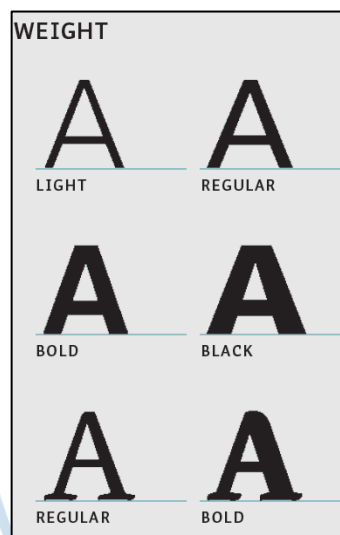 WEIGHT
A A
LIGHT REGULAR
A A
BOLD BLACK
A A
REGULAR BOLD